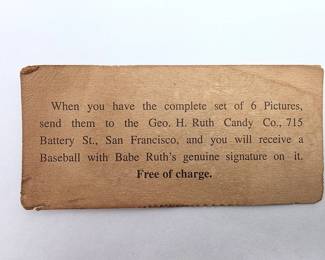 When you have the complete set of 6 Pictures,
send them to the Geo. H. Ruth Candy Co., 715
Battery St., San Francisco, and you will receive a
Baseball with Babe Ruth's genuine signature on it.
Free of charge.